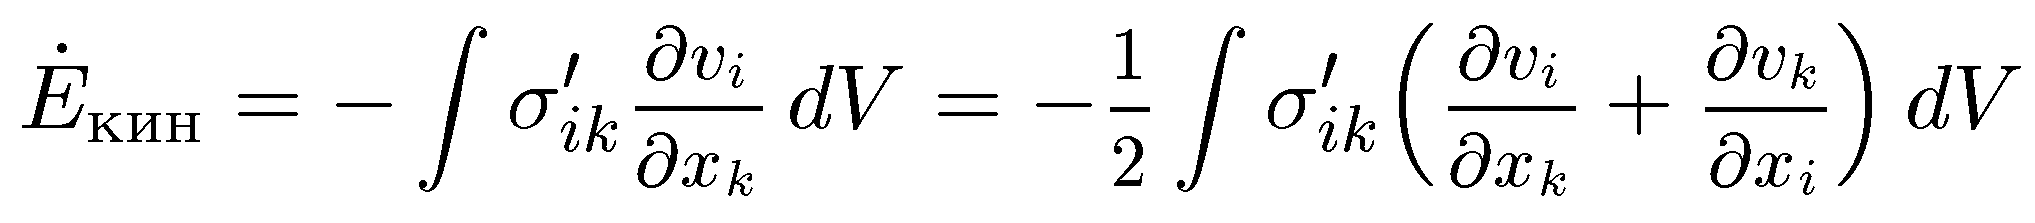 Ė_кин = −∫ σ′_ik ∂v_i/∂x_k dV = −1/2 ∫ σ′_ik (∂v_i/∂x_k + ∂v_k/∂x_i) dV